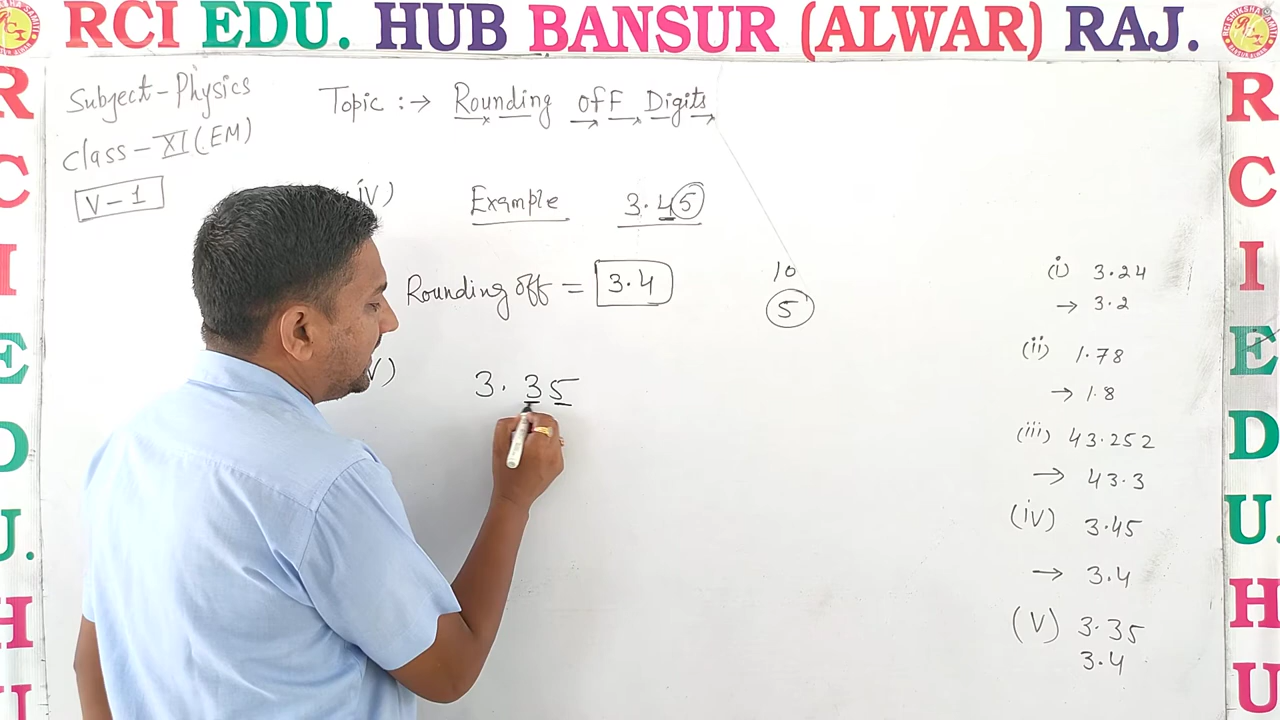 RCI EDU. HUB BANSUR (ALWAR) RAJ.
Subject - Physics
Class - XI (EM)
V - 1
Topic :→ Rounding off Digits
iv) Example 3.45
Rounding off = 3.4
10
5
V) 3.35
(i) 3.24
→ 3.2
(ii) 1.78
→ 1.8
(iii) 43.252
→ 43.3
(iv) 3.45
→ 3.4
(V) 3.35
3.4
R
C
I
E
D
U.
H
U
R
C
I
E
D
U.
H
U